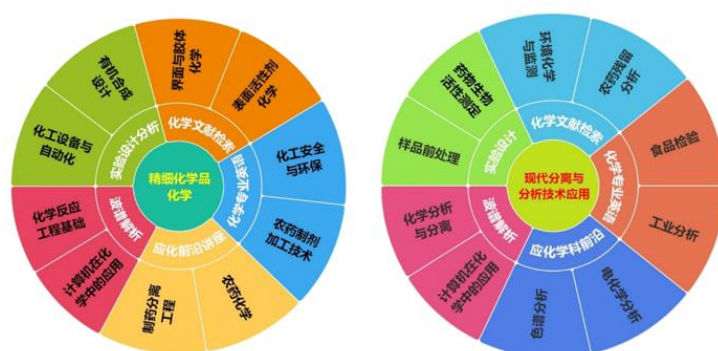 界面与胶体
化学
表面活性剂
化学
化工安全
与环保
农药制剂
加工技术
农药化学
制药分离
工程
计算机在化
学中的应用
化学反应
工程基础
化工设备与
自动化
有机合成
设计
化学文献检索
化学专业英语
应化前沿讲座
波谱解析
实验设计分析
精细化学品
化学
环境化学
与监测
农药残留
分析
食品检验
工业分析
电化学分析
色谱分析
计算机在化
学中的应用
化学分析
与分离
样品前处理
药物生物
活性测定
化学文献检索
化学专业英语
应化学科前沿
波谱解析
实验设计
现代分离与
分析技术应用